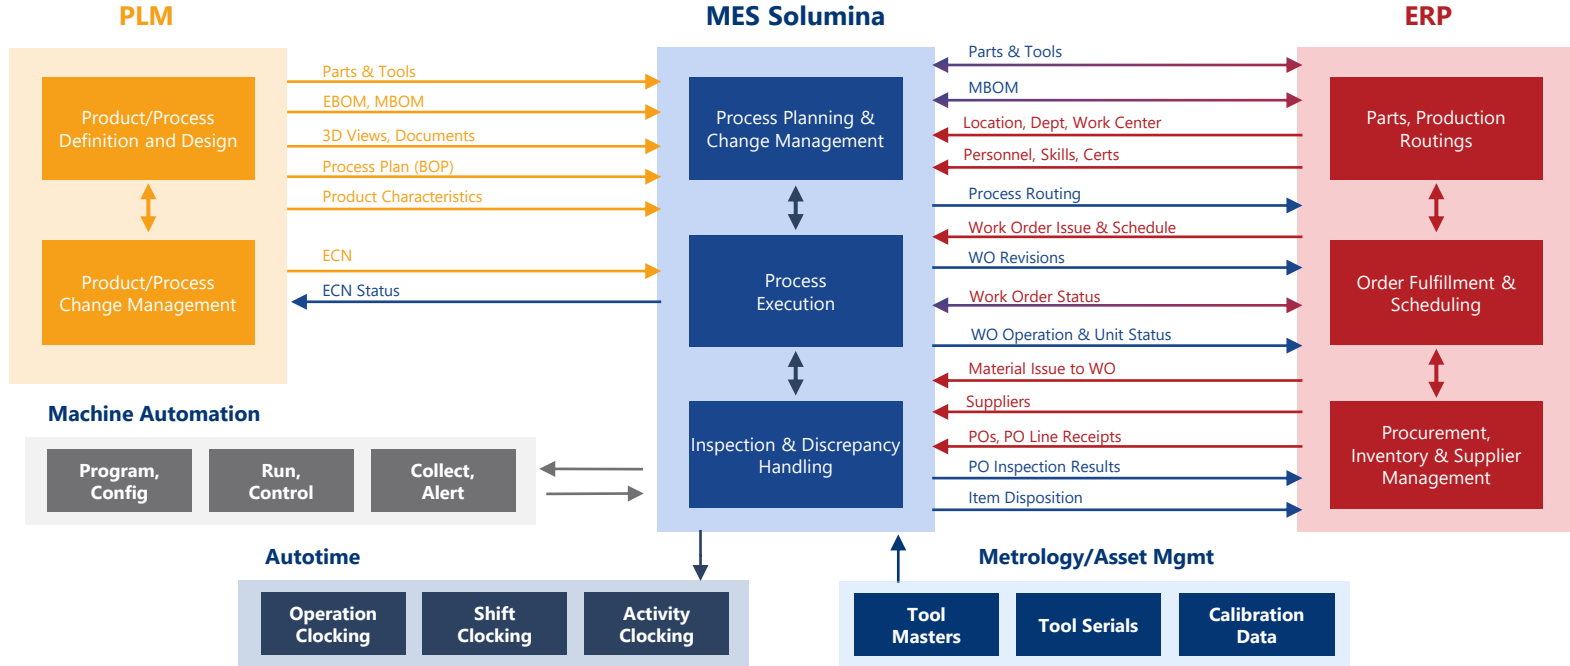 PLM
MES Solumina
ERP
Product/Process
Definition and Design
Product/Process
Change Management
Parts & Tools
EBOM, MBOM
3D Views, Documents
Process Plan (BOP)
Product Characteristics
ECN
ECN Status
Process Planning &
Change Management
Process
Execution
Inspection & Discrepancy
Handling
Parts & Tools
MBOM
Location, Dept, Work Center
Personnel, Skills, Certs
Process Routing
Work Order Issue & Schedule
WO Revisions
Work Order Status
WO Operation & Unit Status
Material Issue to WO
Suppliers
POs, PO Line Receipts
PO Inspection Results
Item Disposition
Parts, Production
Routings
Order Fulfillment &
Scheduling
Procurement,
Inventory & Supplier
Management
Machine Automation
Program,
Config
Run,
Control
Collect,
Alert
Autotime
Operation
Clocking
Shift
Clocking
Activity
Clocking
Metrology/Asset Mgmt
Tool
Masters
Tool Serials
Calibration
Data